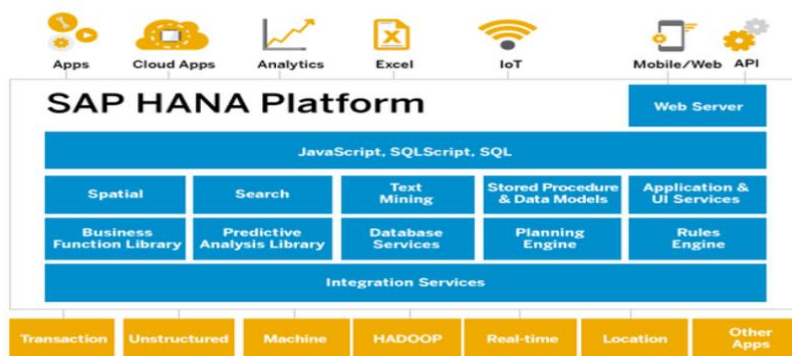 Apps
Cloud Apps
Analytics
Excel
IoT
Mobile/Web
API
SAP HANA Platform
Web Server
JavaScript, SQLScript, SQL
Spatial
Search
Text
Mining
Stored Procedure
& Data Models
Application &
UI Services
Business
Function Library
Predictive
Analysis Library
Database
Services
Planning
Engine
Rules
Engine
Integration Services
Transaction
Unstructured
Machine
HADOOP
Real-time
Location
Other
Apps